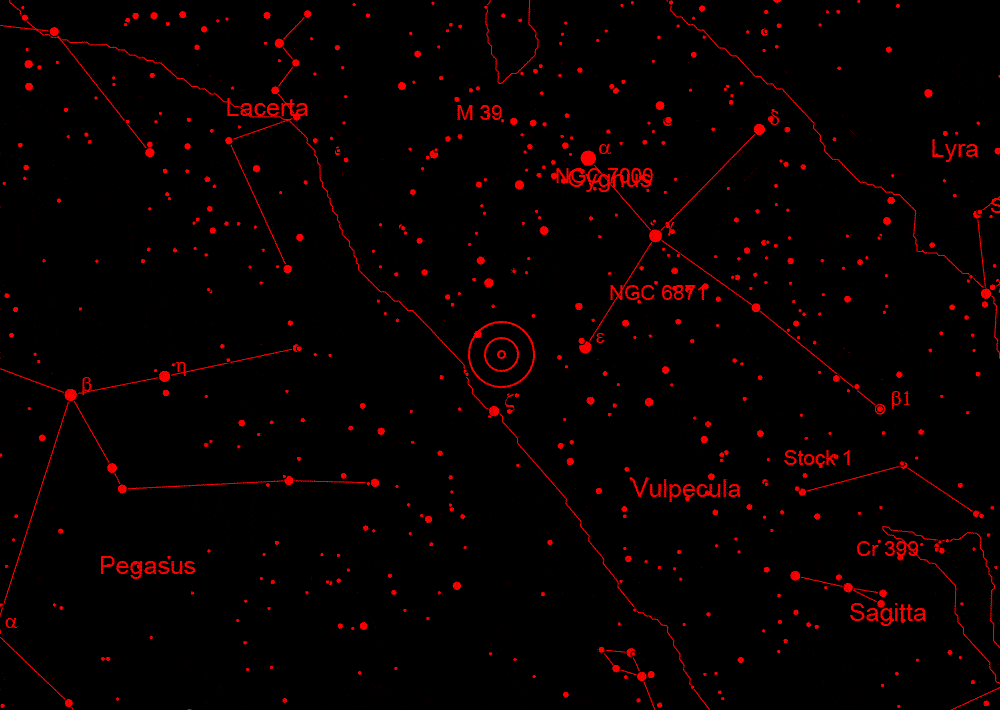 Lacerta
M 39
δ
Lyra
α
NGC 7000
Cygnus
γ
NGC 6871
ε
η
β
ζ
β1
Stock 1
Vulpecula
Pegasus
Cr 399
Sagitta
α